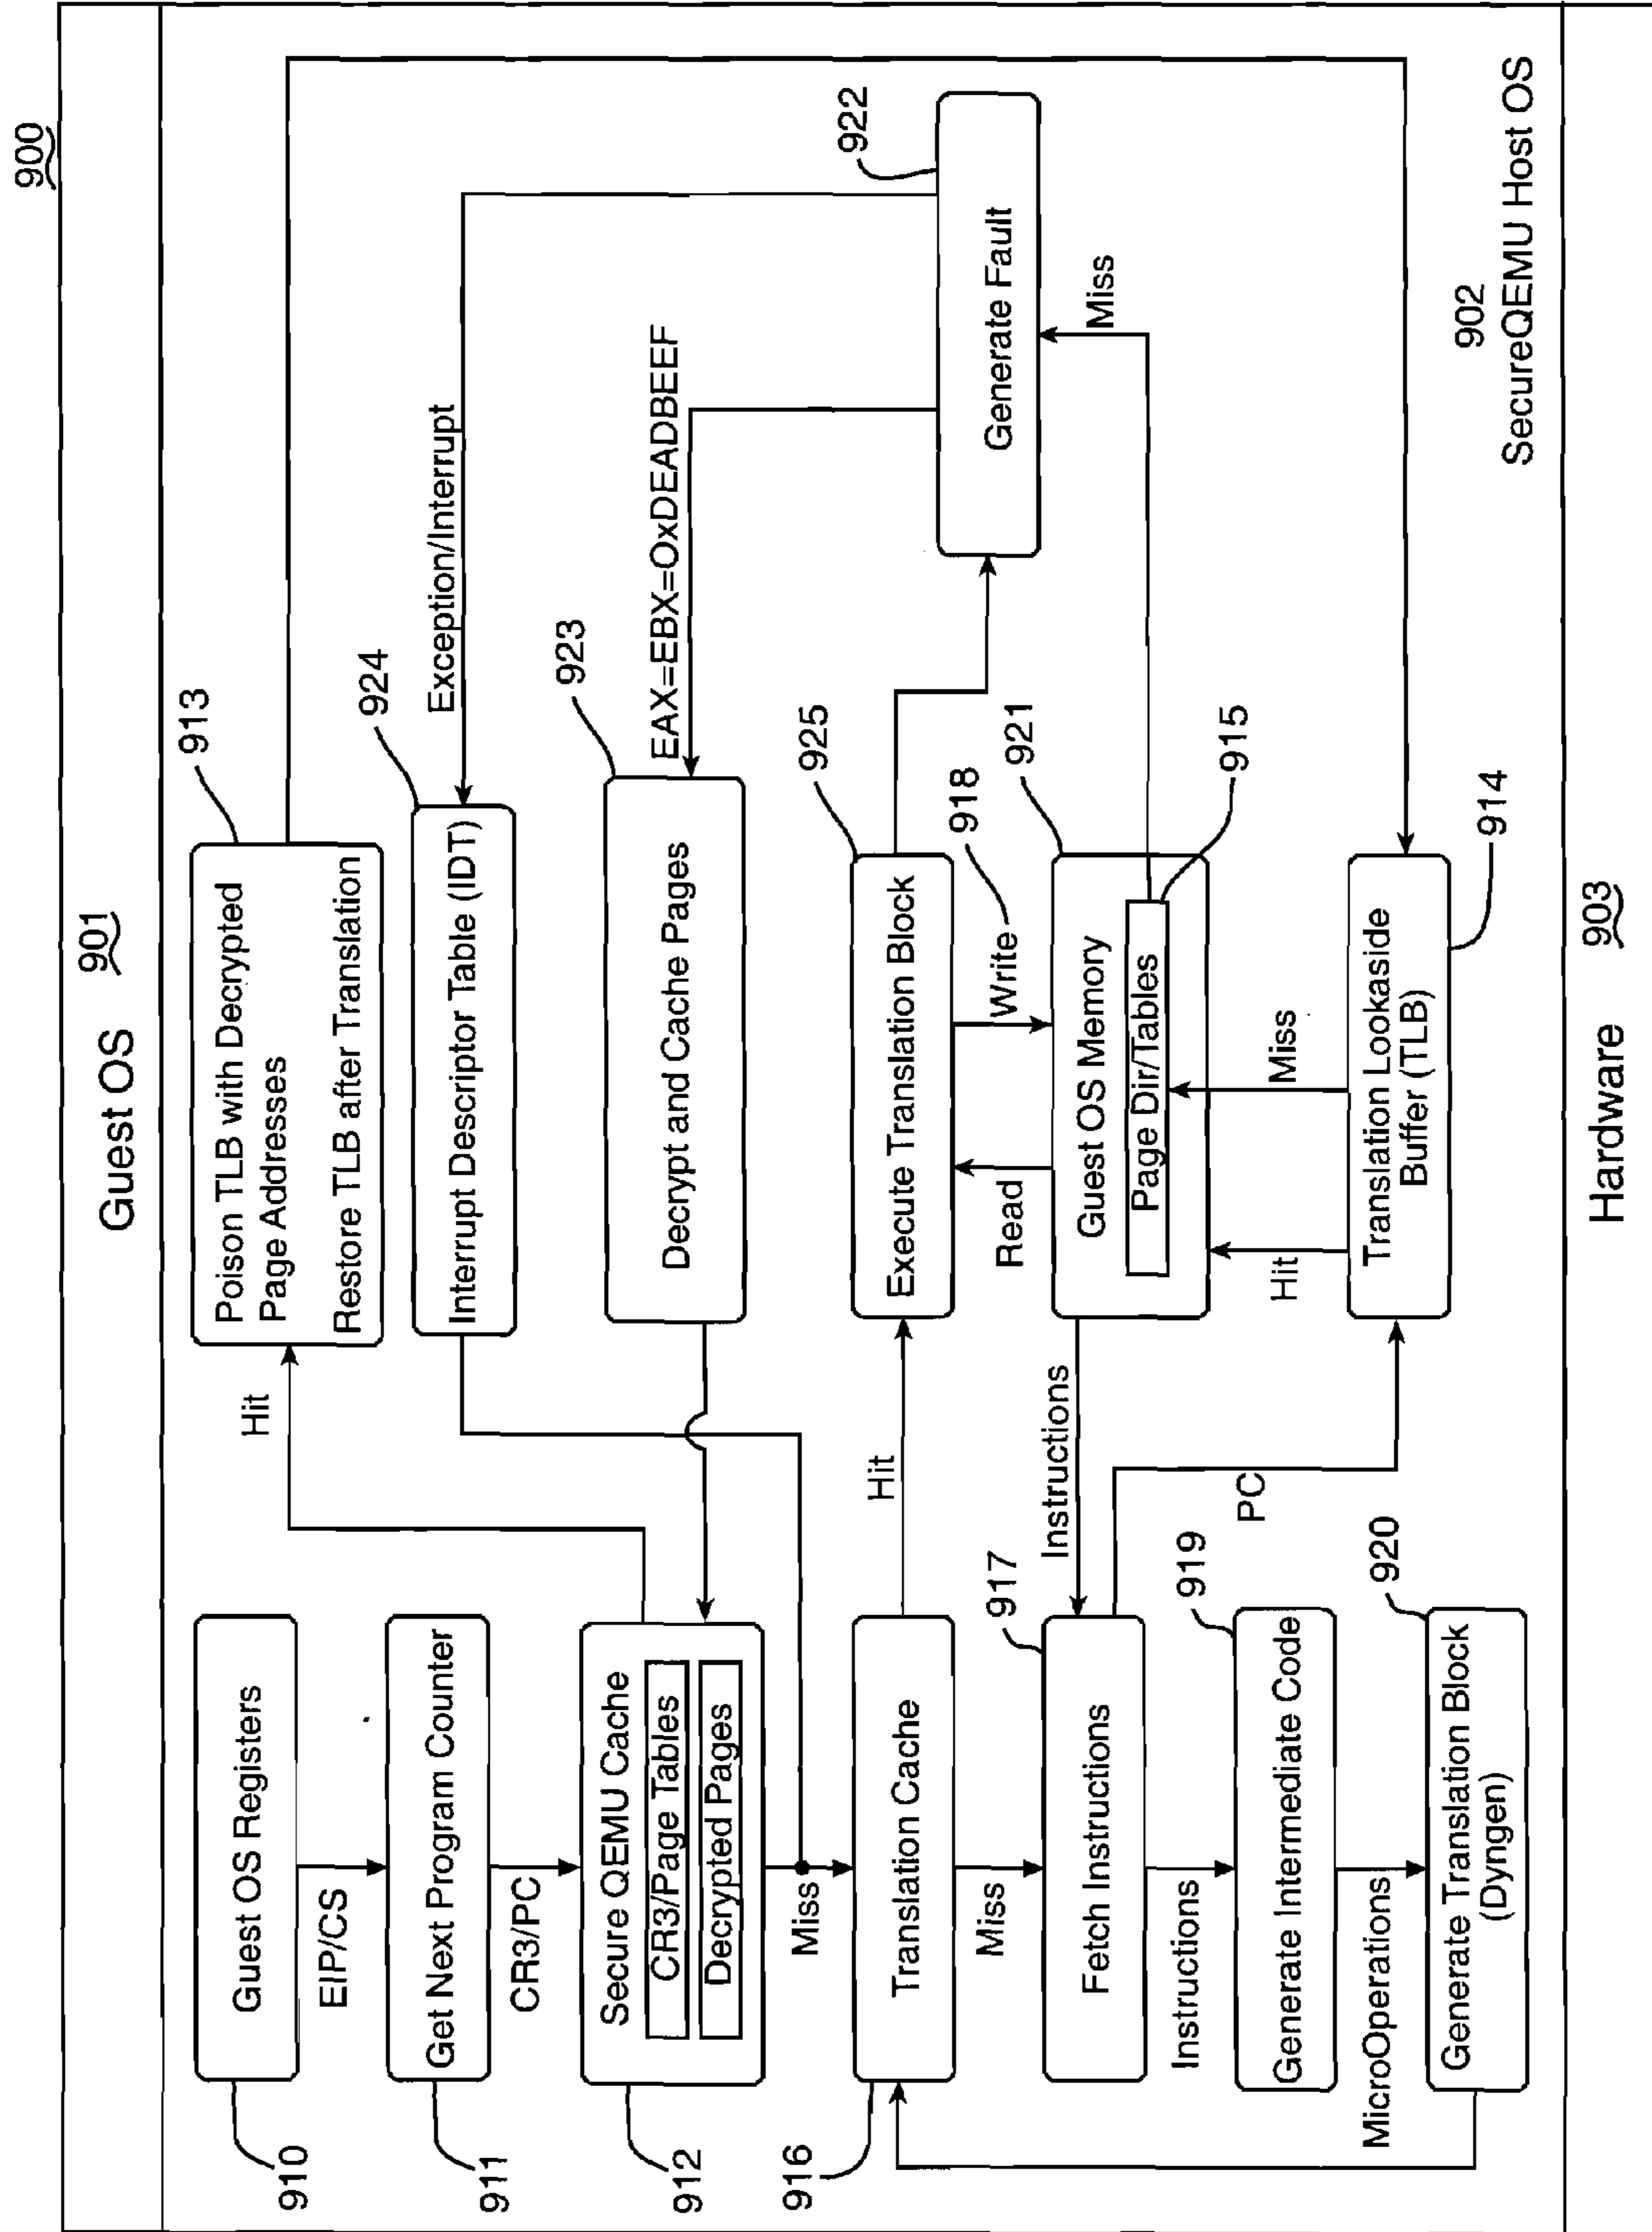 900
Guest OS 901
910
Guest OS Registers
EIP/CS
911
Get Next Program Counter
CR3/PC
912
Secure QEMU Cache
CR3/Page Tables
Decrypted Pages
Miss
Hit
913
Poison TLB with Decrypted
Page Addresses
Restore TLB after Translation
924
Interrupt Descriptor Table (IDT)
Exception/Interrupt
923
Decrypt and Cache Pages
EAX=EBX=OxDEADBEEF
922
Generate Fault
Miss
916
Translation Cache
Hit
925
Execute Translation Block
Read
Write
918
921
Guest OS Memory
Page Dir/Tables
915
Miss
917
Fetch Instructions
Instructions
PC
Hit
Miss
Translation Lookaside
Buffer (TLB)
914
Instructions
919
Generate Intermediate Code
MicroOperations
920
Generate Translation Block
(Dyngen)
902
SecureQEMU Host OS
Hardware 903